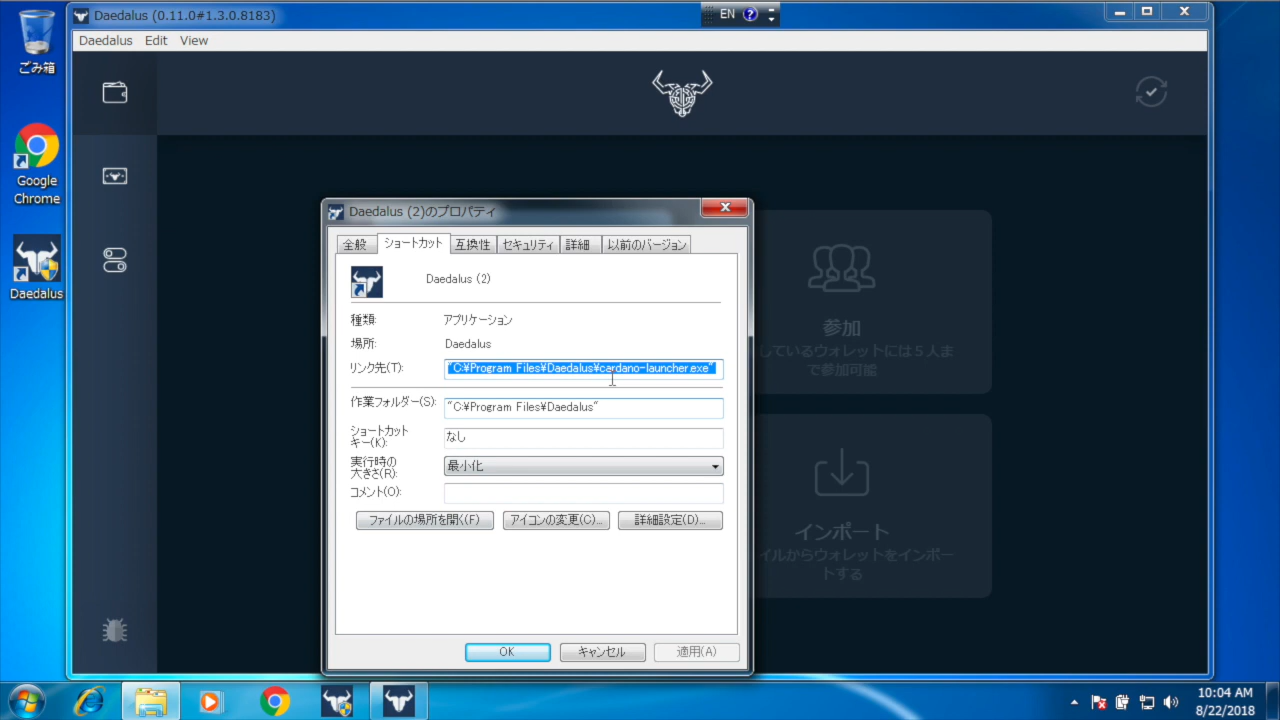 Daedalus (0.11.0#1.3.0.8183)
EN
Daedalus Edit View
ごみ箱
Google
Chrome
Daedalus
参加
しているウォレットには５人ま
で参加可能
インポート
イルからウォレットをインポー
トする
Daedalus (2)のプロパティ
全般 ショートカット 互換性 セキュリティ 詳細 以前のバージョン
Daedalus (2)
種類: アプリケーション
場所: Daedalus
リンク先(T): "C:¥Program Files¥Daedalus¥cardano-launcher.exe"
作業フォルダー(S): "C:¥Program Files¥Daedalus"
ショートカット
キー(K): なし
実行時の
大きさ(R): 最小化
コメント(O):
ファイルの場所を開く(F) アイコンの変更(C)... 詳細設定(D)...
OK キャンセル 適用(A)
10:04 AM
8/22/2018